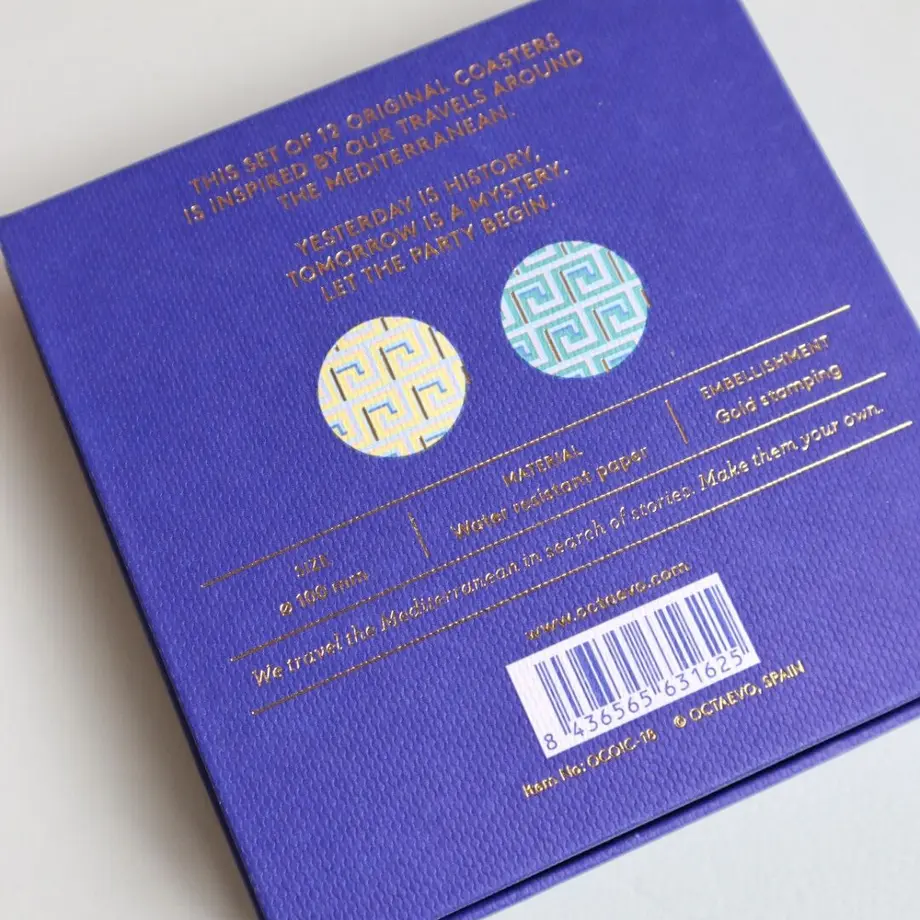 THIS SET OF 12 ORIGINAL COASTERS
IS INSPIRED BY OUR TRAVELS AROUND
THE MEDITERRANEAN.
YESTERDAY IS HISTORY,
TOMORROW IS A MYSTERY.
LET THE PARTY BEGIN.
SIZE
ø 100 mm
MATERIAL
Water resistant paper
EMBELLISHMENT
Gold stamping
We travel the Mediterranean in search of stories. Make them your own.
www.octaevo.com
8 436565 631625
Item No: OCOIC-18 © OCTAEVO, SPAIN